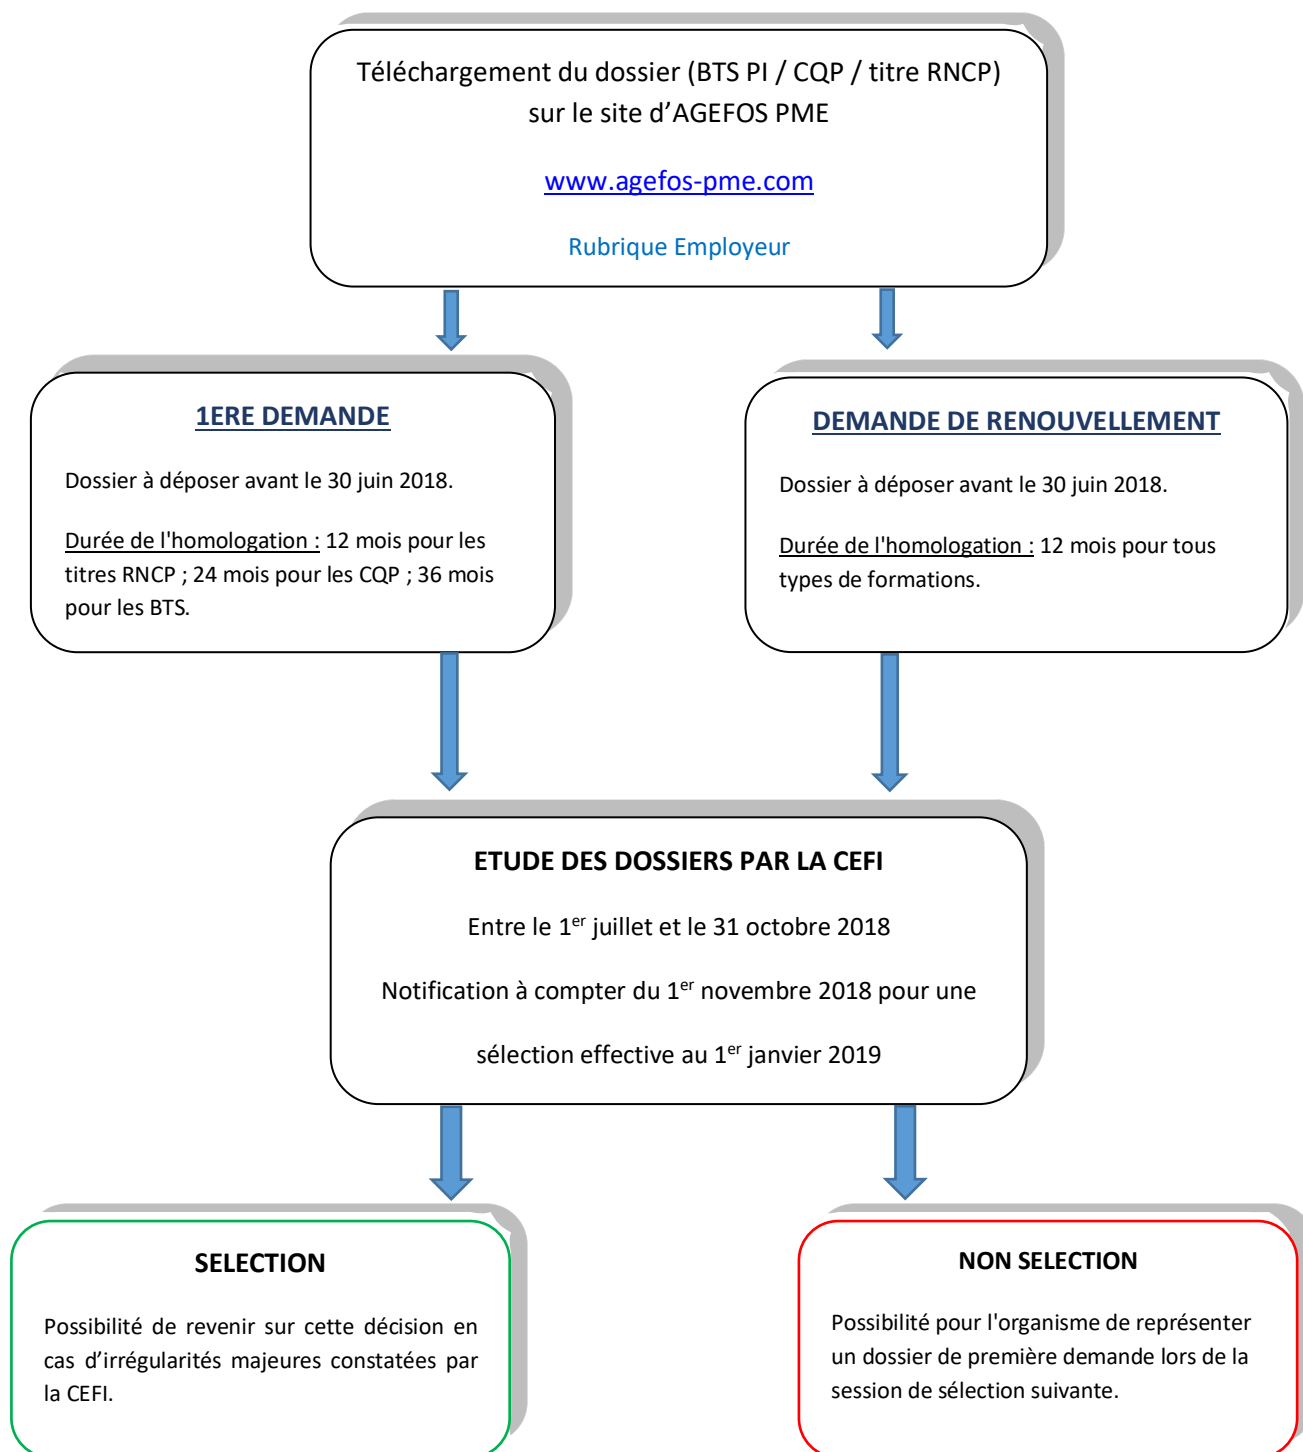 Téléchargement du dossier (BTS PI / CQP / titre RNCP)
sur le site d’AGEFOS PME
www.agefos-pme.com
Rubrique Employeur
1ERE DEMANDE
Dossier à déposer avant le 30 juin 2018.
Durée de l'homologation : 12 mois pour les
titres RNCP ; 24 mois pour les CQP ; 36 mois
pour les BTS.
DEMANDE DE RENOUVELLEMENT
Dossier à déposer avant le 30 juin 2018.
Durée de l'homologation : 12 mois pour tous
types de formations.
ETUDE DES DOSSIERS PAR LA CEFI
Entre le 1er juillet et le 31 octobre 2018
Notification à compter du 1er novembre 2018 pour une
sélection effective au 1er janvier 2019
SELECTION
Possibilité de revenir sur cette décision en
cas d’irrégularités majeures constatées par
la CEFI.
NON SELECTION
Possibilité pour l'organisme de représenter
un dossier de première demande lors de la
session de sélection suivante.